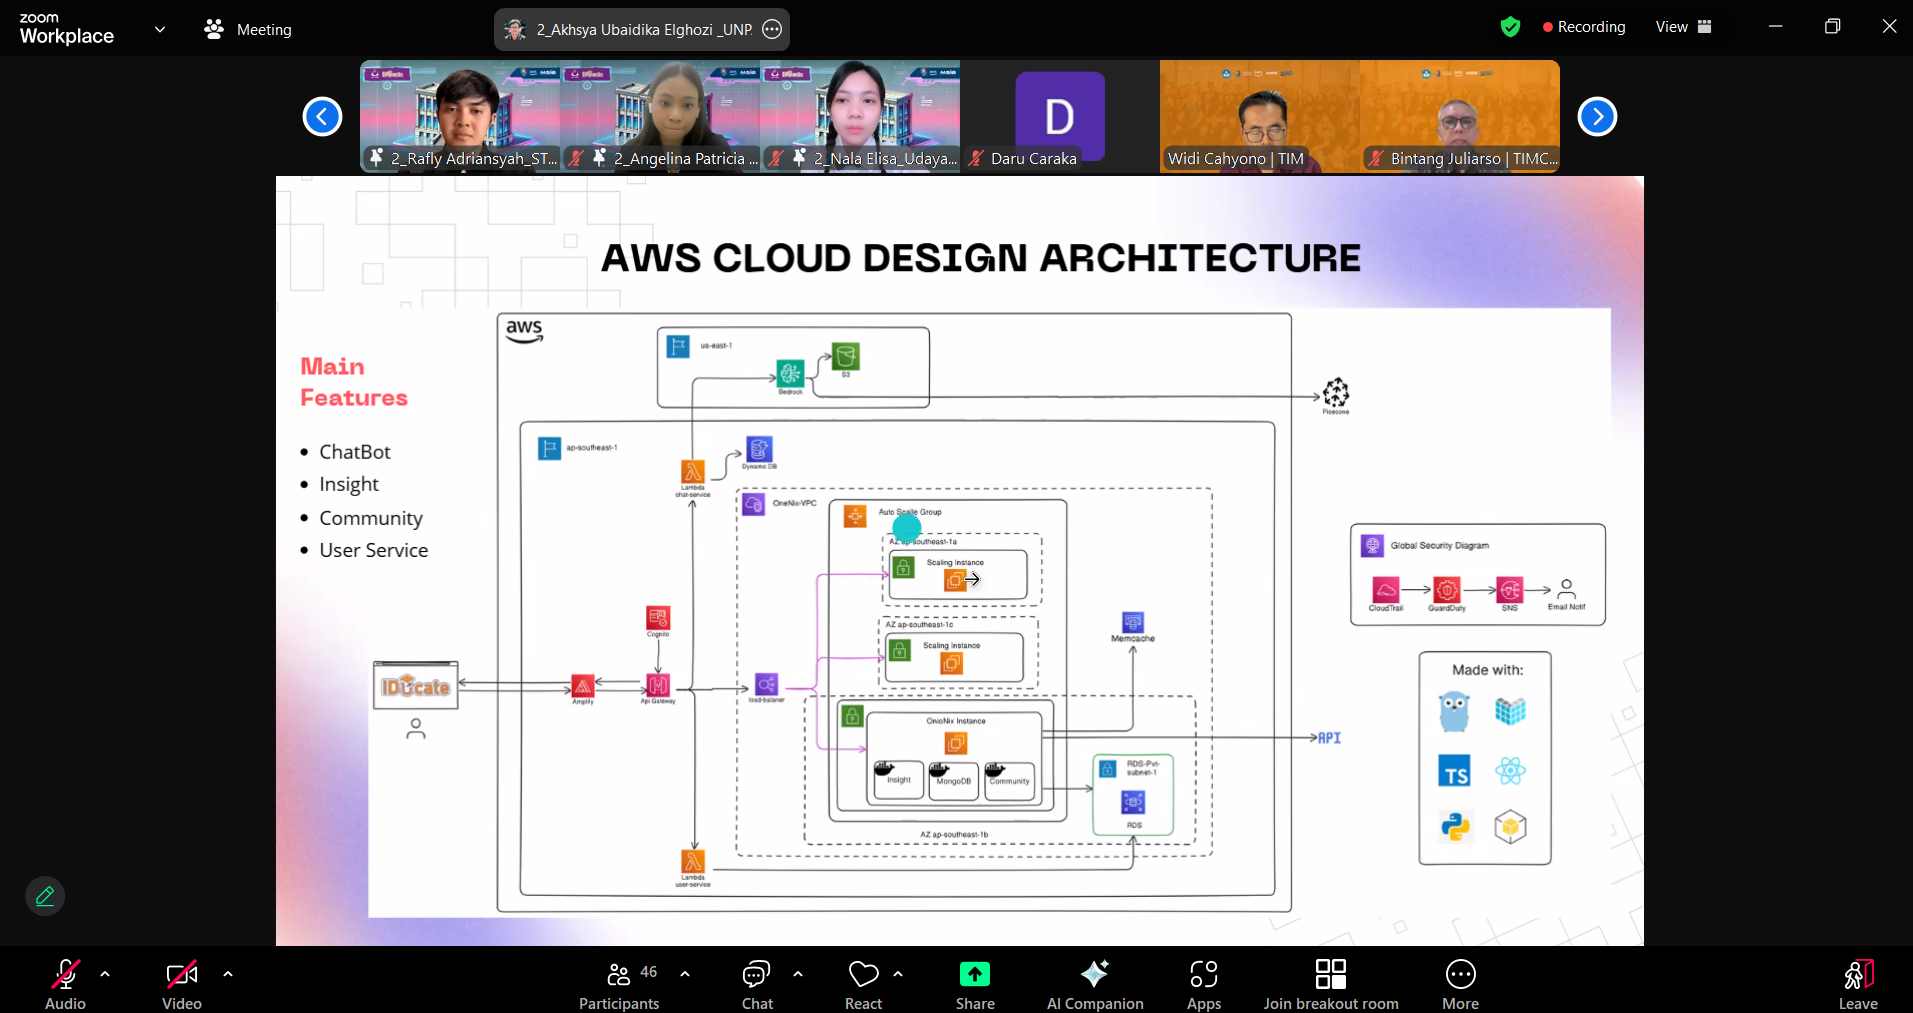 zoom
Workplace
Meeting
2_Akhsya Ubaidika Elghozi _UNP
Recording
View
2_Rafly Adriansyah_ST...
2_Angelina Patricia ...
2_Nala Elisa_Udaya...
D
Daru Caraka
Widi Cahyono | TIM
Bintang Juliarso | TIMC...
AWS CLOUD DESIGN ARCHITECTURE
Main
Features
• ChatBot
• Insight
• Community
• User Service
aws
us-east-1
Bedrock
S3
Pinecone
ap-southeast-1
Lambda
chat-service
Dynamo DB
OneNix-VPC
Auto Scale Group
AZ ap-southeast-1a
Scaling Instance
AZ ap-southeast-1c
Scaling Instance
Cognito
IDucate
Amplify
Api Gateway
load-balaner
Memcache
OnioNix Instance
Insight
MongoDB
Community
API
RDS-Pvt-
subnet-1
RDS
AZ ap-southeast-1b
Lambda
user-service
Global Security Diagram
CloudTrail
GuardDuty
SNS
Email Notif
Made with:
TS
Audio
Video
46
Participants
Chat
React
Share
AI Companion
Apps
Join breakout room
More
Leave